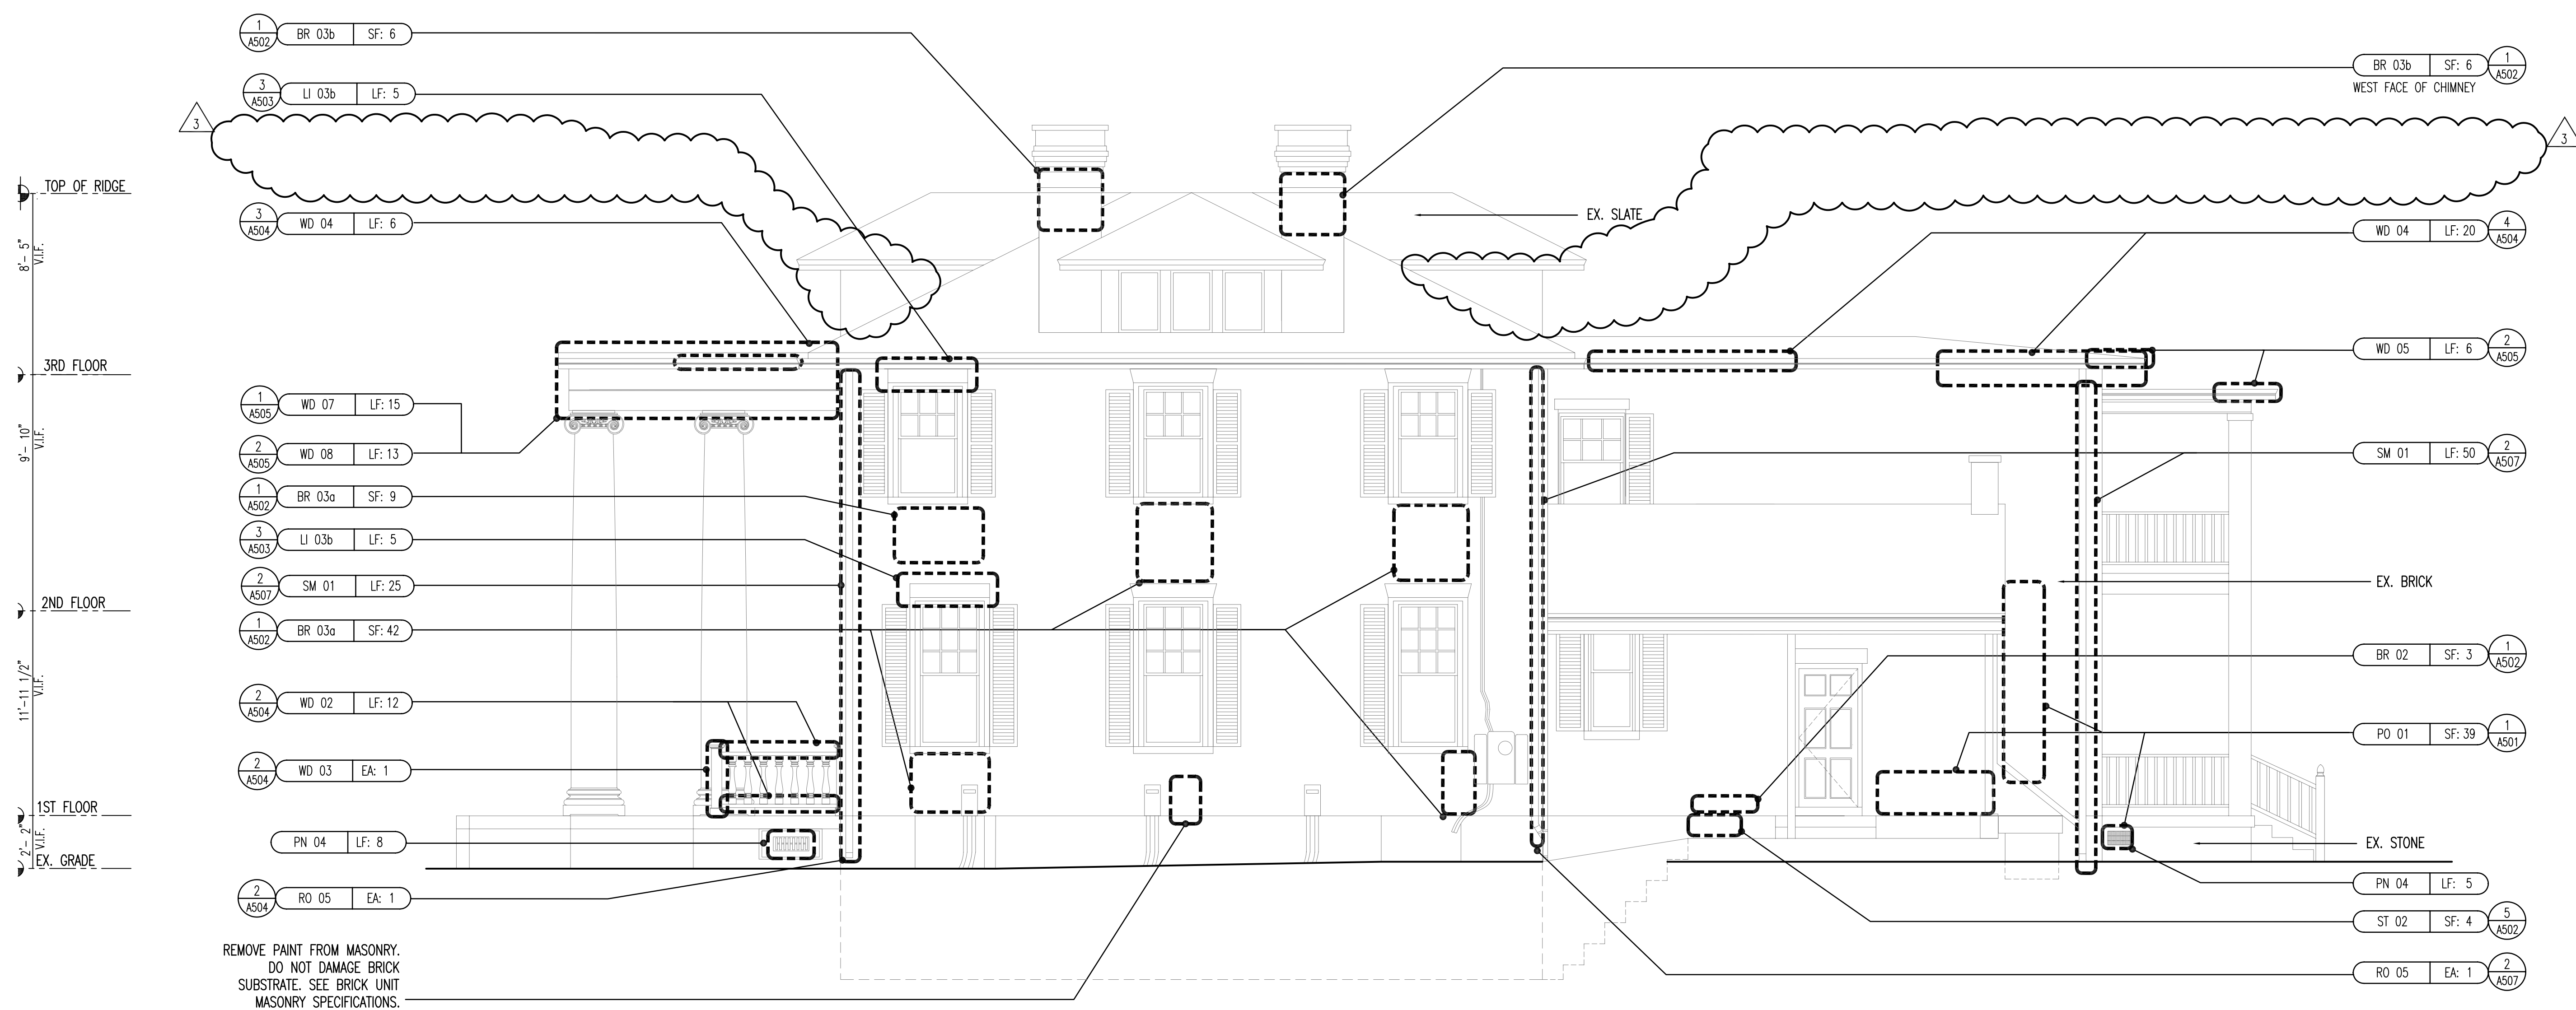 1
A502
BR 03b
SF: 6
3
A503
LI 03b
LF: 5
3
TOP OF RIDGE
3
A504
WD 04
LF: 6
8'- 5"
V.I.F.
3RD FLOOR
1
A505
WD 07
LF: 15
9'- 10"
V.I.F.
2
A505
WD 08
LF: 13
1
A502
BR 03a
SF: 9
3
A503
LI 03b
LF: 5
2
A507
SM 01
LF: 25
2ND FLOOR
1
A502
BR 03a
SF: 42
11'-11 1/2"
V.I.F.
2
A504
WD 02
LF: 12
2
A504
WD 03
EA: 1
1ST FLOOR
2'- 2"
V.I.F.
PN 04
LF: 8
EX. GRADE
2
A504
RO 05
EA: 1
REMOVE PAINT FROM MASONRY.
DO NOT DAMAGE BRICK
SUBSTRATE. SEE BRICK UNIT
MASONRY SPECIFICATIONS.
EX. SLATE
BR 03b
SF: 6
1
A502
WEST FACE OF CHIMNEY
3
WD 04
LF: 20
4
A504
WD 05
LF: 6
2
A505
SM 01
LF: 50
2
A507
EX. BRICK
BR 02
SF: 3
1
A502
PO 01
SF: 39
1
A501
EX. STONE
PN 04
LF: 5
ST 02
SF: 4
5
A502
RO 05
EA: 1
2
A507